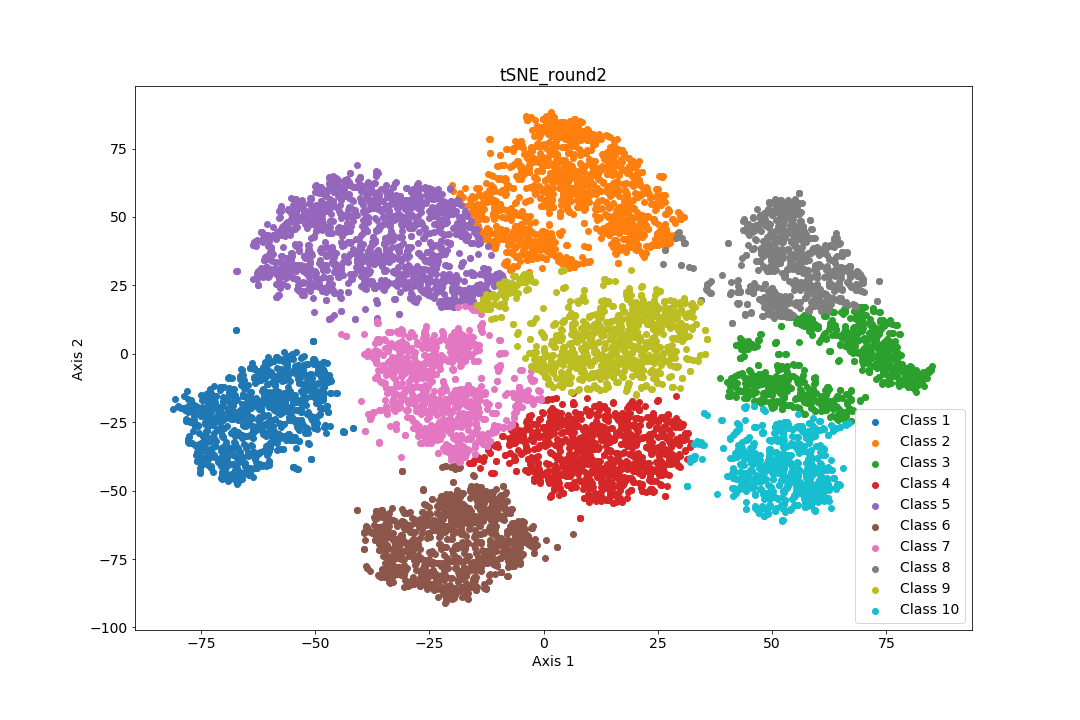 tSNE_round2
Axis 2
75
50
25
0
−25
−50
−75
−100
−75
−50
−25
0
25
50
75
Axis 1
Class 1
Class 2
Class 3
Class 4
Class 5
Class 6
Class 7
Class 8
Class 9
Class 10